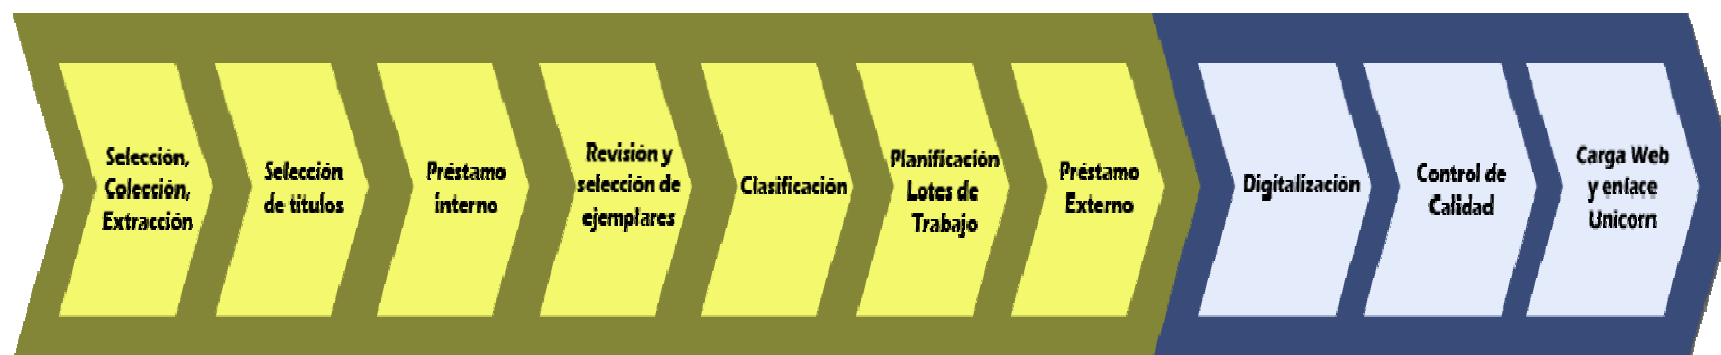 Selección,
Colección,
Extracción
Selección
de titulos
Préstamo
interno
Revisión y
selección de
ejemplares
Clasificación
Planificación
Lotes de
Trabajo
Préstamo
Externo
Digitalización
Control de
Calidad
Carga Web
y enlace
Unicorn